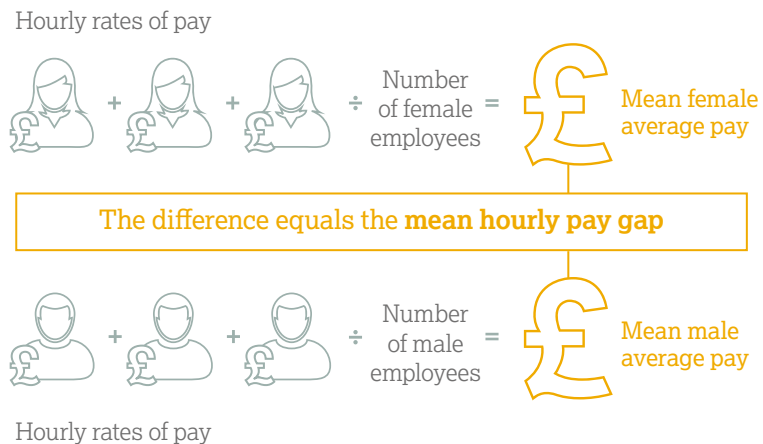 Hourly rates of pay
£ + £ + £ ÷ Number of female employees = £ Mean female average pay
The difference equals the mean hourly pay gap
£ + £ + £ ÷ Number of male employees = £ Mean male average pay
Hourly rates of pay